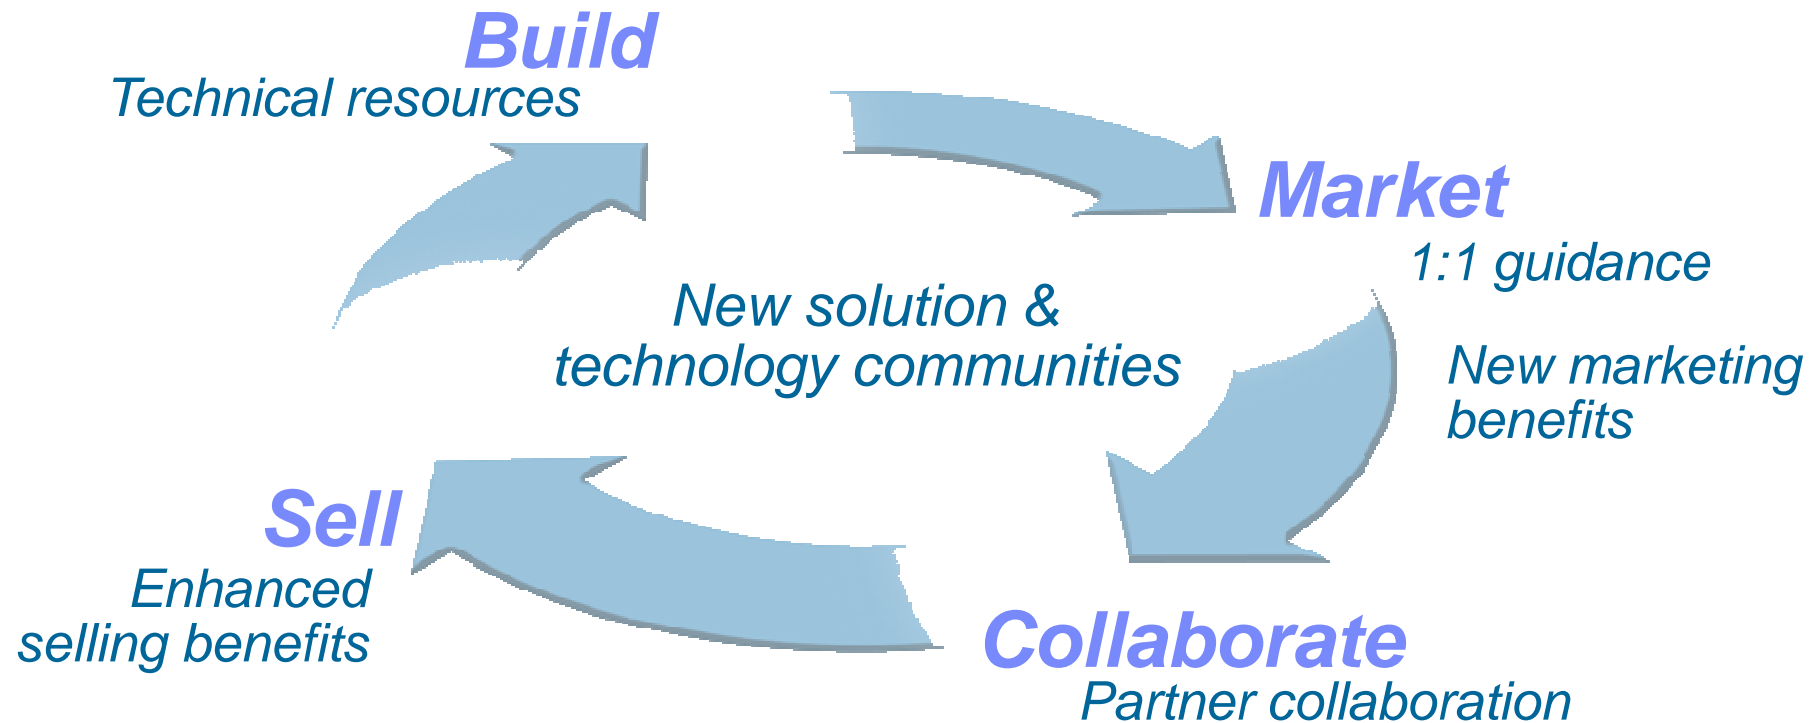 Build
Technical resources
Market
1:1 guidance
New solution &
technology communities
New marketing
benefits
Sell
Enhanced
selling benefits
Collaborate
Partner collaboration